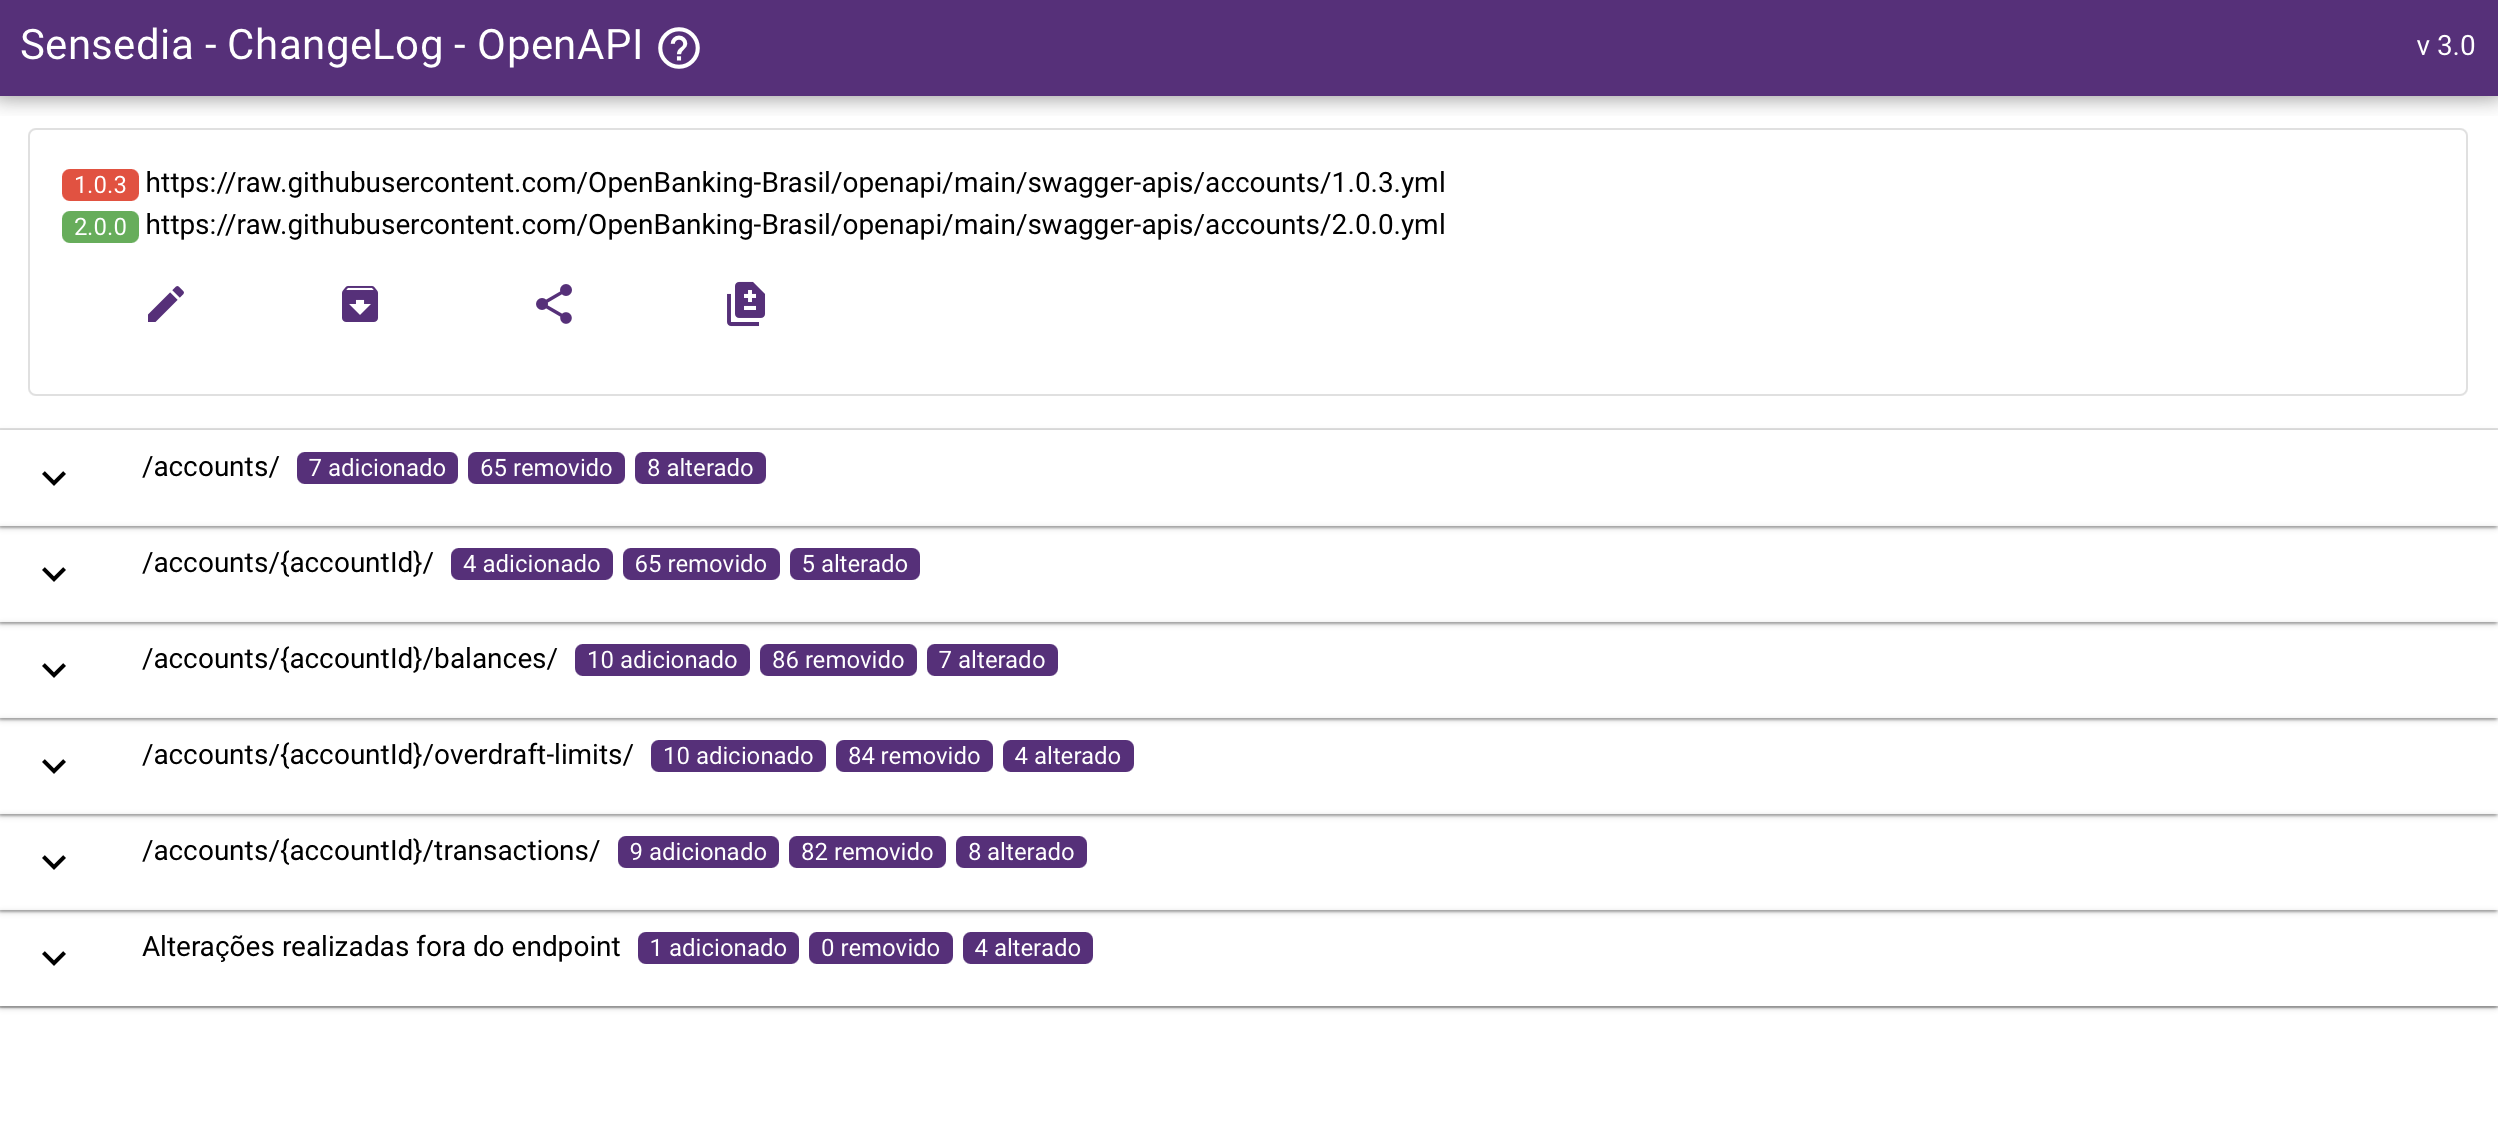 Sensedia - ChangeLog - OpenAPI v 3.0
1.0.3 https://raw.githubusercontent.com/OpenBanking-Brasil/openapi/main/swagger-apis/accounts/1.0.3.yml
2.0.0 https://raw.githubusercontent.com/OpenBanking-Brasil/openapi/main/swagger-apis/accounts/2.0.0.yml
/accounts/ 7 adicionado 65 removido 8 alterado
/accounts/{accountId}/ 4 adicionado 65 removido 5 alterado
/accounts/{accountId}/balances/ 10 adicionado 86 removido 7 alterado
/accounts/{accountId}/overdraft-limits/ 10 adicionado 84 removido 4 alterado
/accounts/{accountId}/transactions/ 9 adicionado 82 removido 8 alterado
Alterações realizadas fora do endpoint 1 adicionado 0 removido 4 alterado